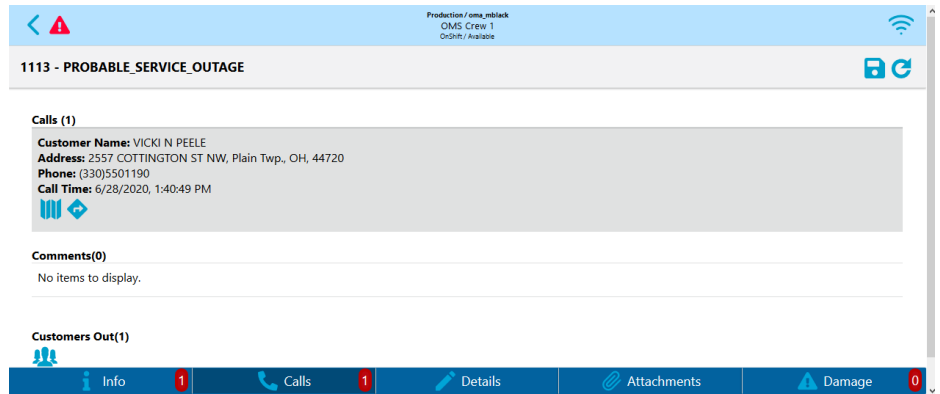 Production / oma_mblack
OMS Crew 1
OnShift / Available
1113 - PROBABLE_SERVICE_OUTAGE
Calls (1)
Customer Name: VICKI N PEELE
Address: 2557 COTTINGTON ST NW, Plain Twp., OH, 44720
Phone: (330)5501190
Call Time: 6/28/2020, 1:40:49 PM
Comments(0)
No items to display.
Customers Out(1)
Info 1 Calls 1 Details Attachments Damage 0